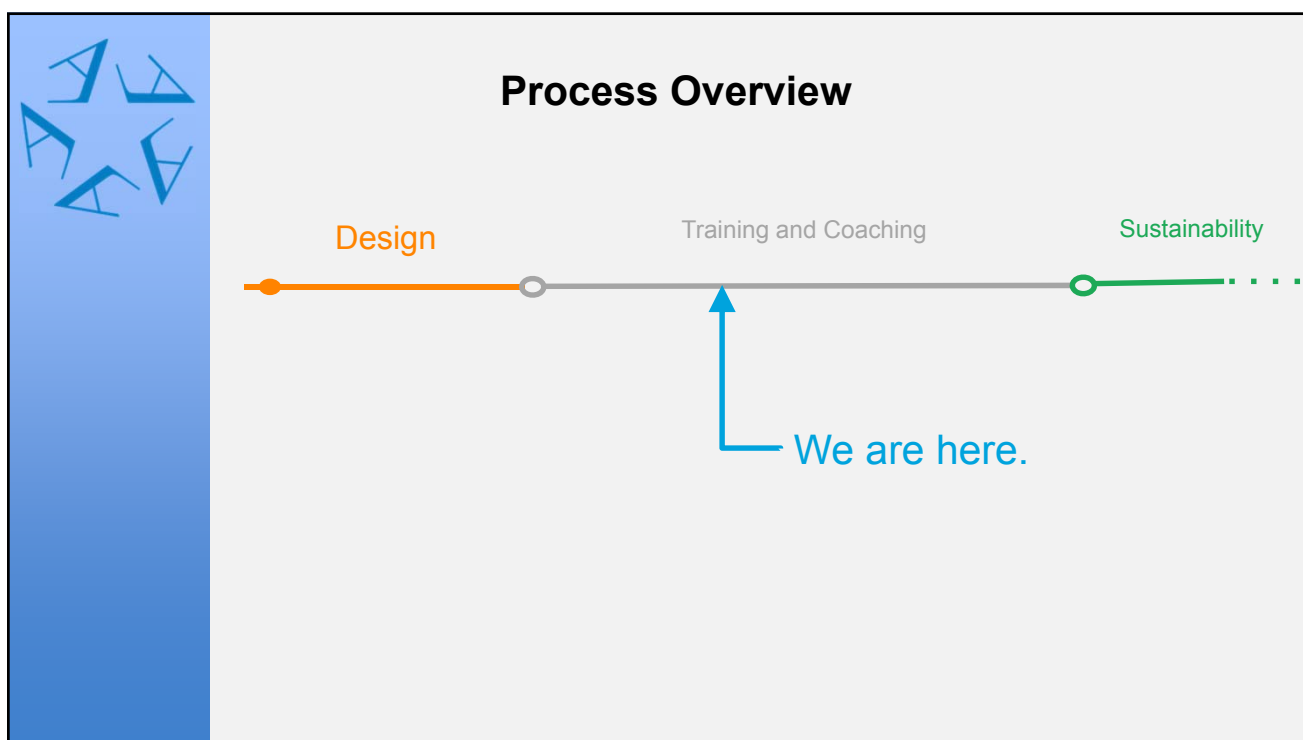 Process Overview
Design
Training and Coaching
Sustainability
We are here.